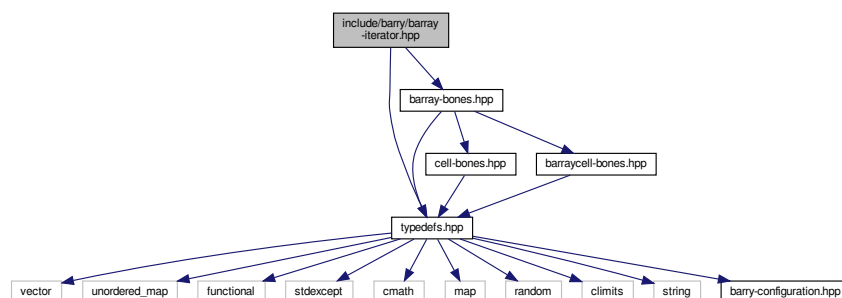 include/barry/barray
-iterator.hpp
barray-bones.hpp
cell-bones.hpp
barraycell-bones.hpp
typedefs.hpp
vector
unordered_map
functional
stdexcept
cmath
map
random
climits
string
barry-configuration.hpp